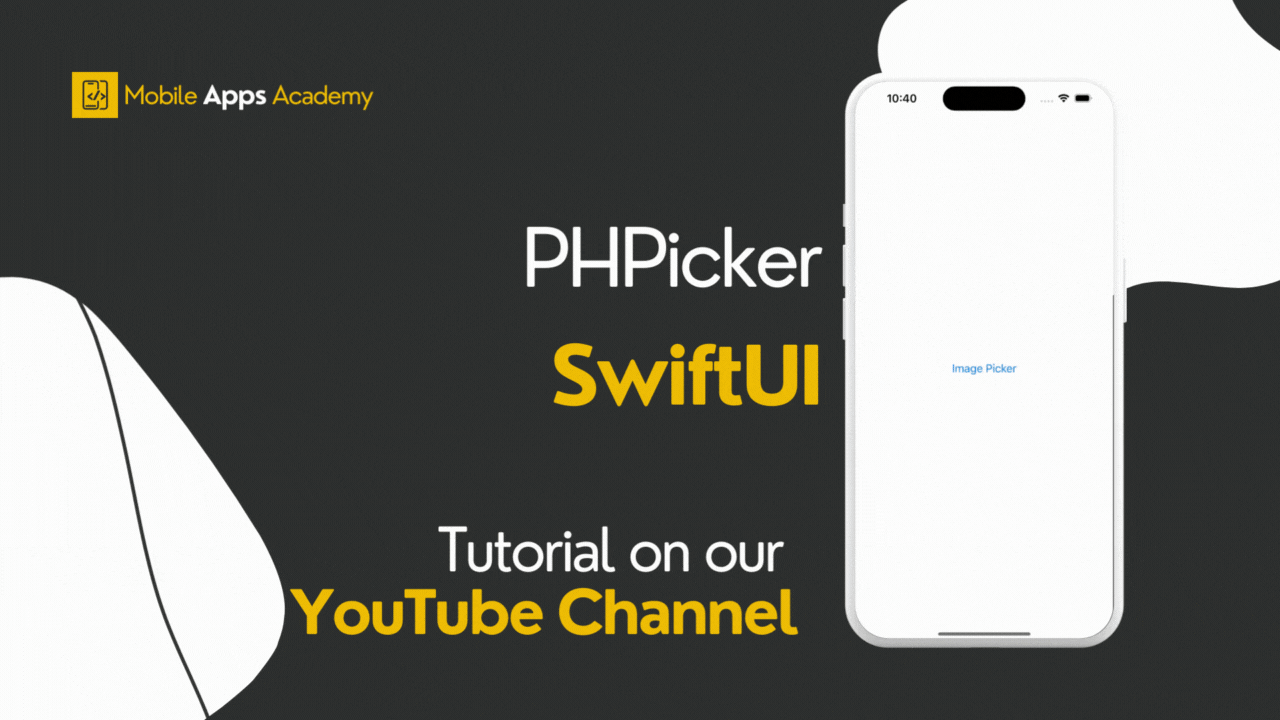 Mobile Apps Academy
10:40
PHPicker
SwiftUI
Image Picker
Tutorial on our
YouTube Channel